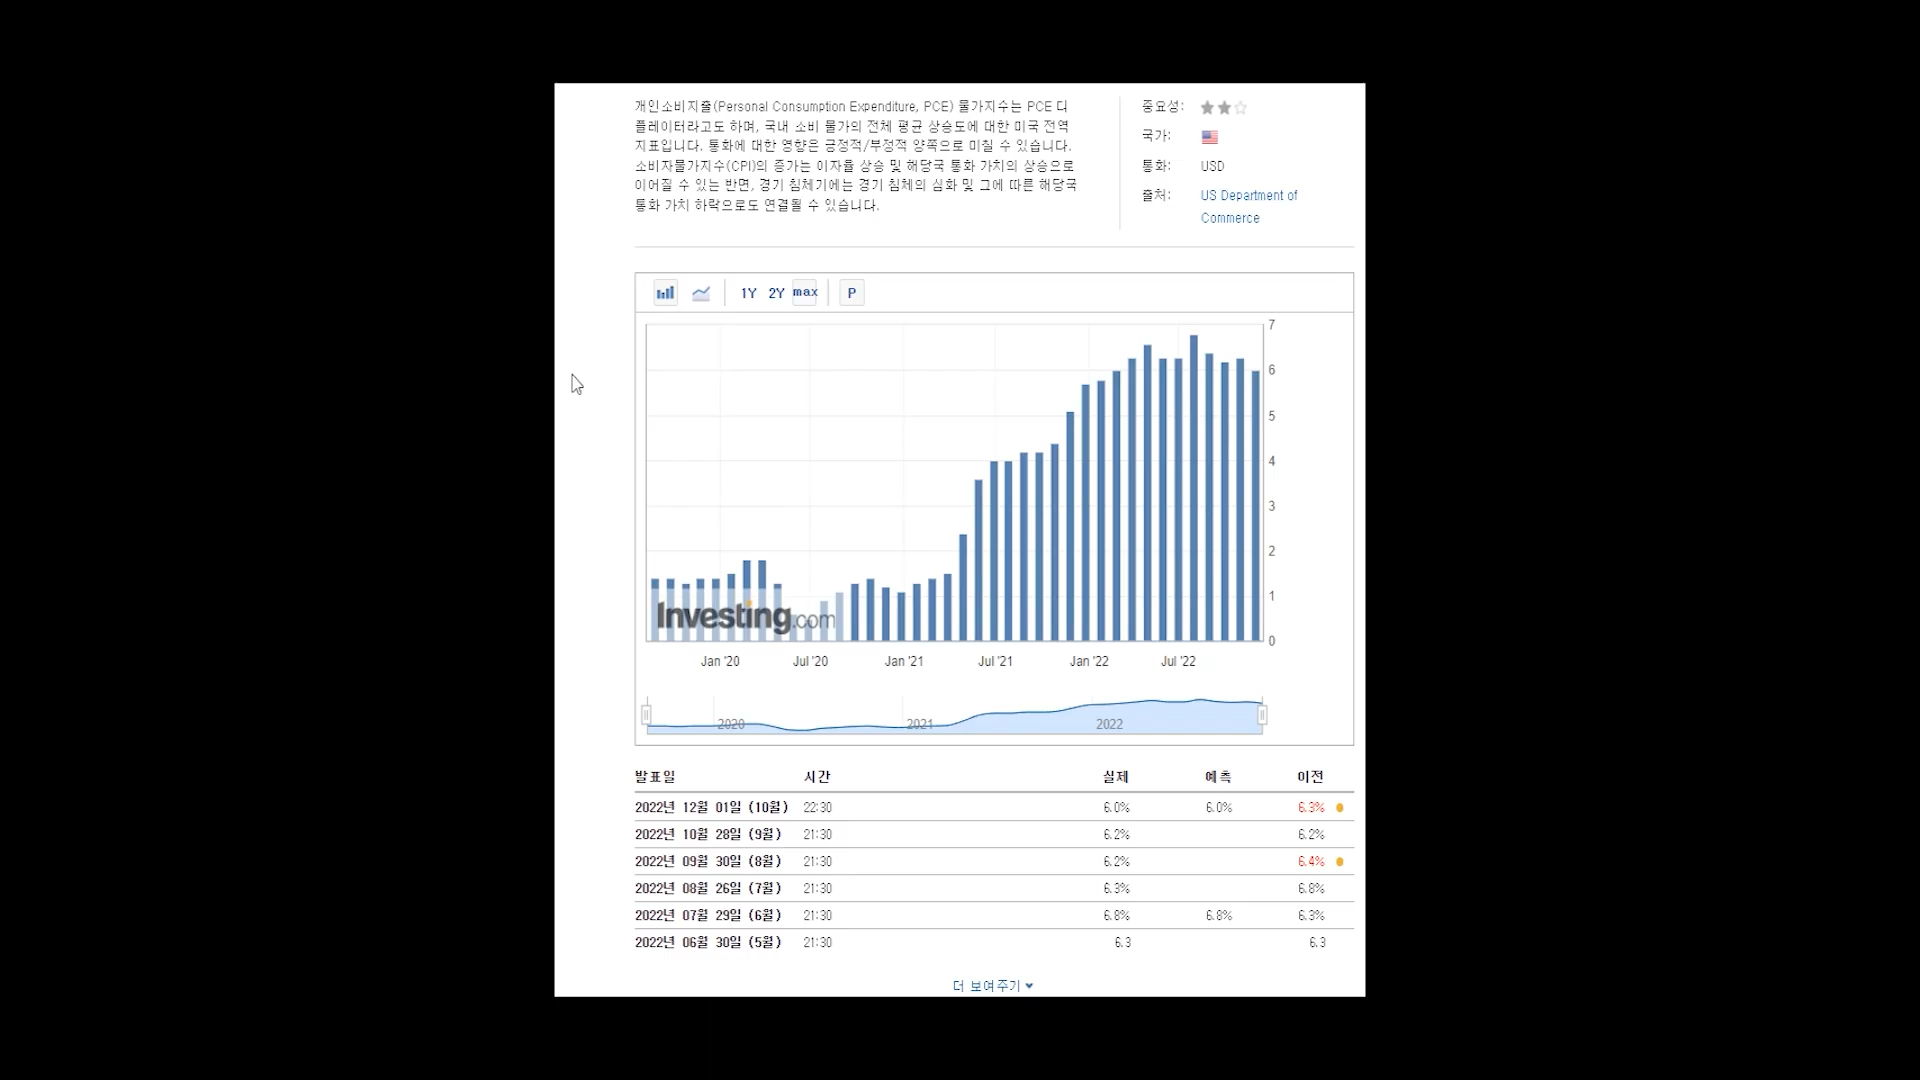 개인소비지출(Personal Consumption Expenditure, PCE) 물가지수는 PCE 디
플레이터라고도 하며, 국내 소비 물가의 전체 평균 상승도에 대한 미국 전역
지표입니다. 통화에 대한 영향은 긍정적/부정적 양쪽으로 미칠 수 있습니다.
소비자물가지수(CPI)의 증가는 이자율 상승 및 해당국 통화 가치의 상승으로
이어질 수 있는 반면, 경기 침체기에는 경기 침체의 심화 및 그에 따른 해당국
통화 가치 하락으로도 연결될 수 있습니다.
중요성:
국가:
통화: USD
출처: US Department of
Commerce
1Y 2Y max P
7
6
5
4
3
2
1
0
Investing.com
Jan '20 Jul '20 Jan '21 Jul '21 Jan '22 Jul '22
2020 2021 2022
발표일 시간 실제 예측 이전
2022년 12월 01일 (10월) 22:30 6.0% 6.0% 6.3%
2022년 10월 28일 (9월) 21:30 6.2% 6.2%
2022년 09월 30일 (8월) 21:30 6.2% 6.4%
2022년 08월 26일 (7월) 21:30 6.3% 6.8%
2022년 07월 29일 (6월) 21:30 6.8% 6.8% 6.3%
2022년 06월 30일 (5월) 21:30 6.3 6.3
더 보여주기